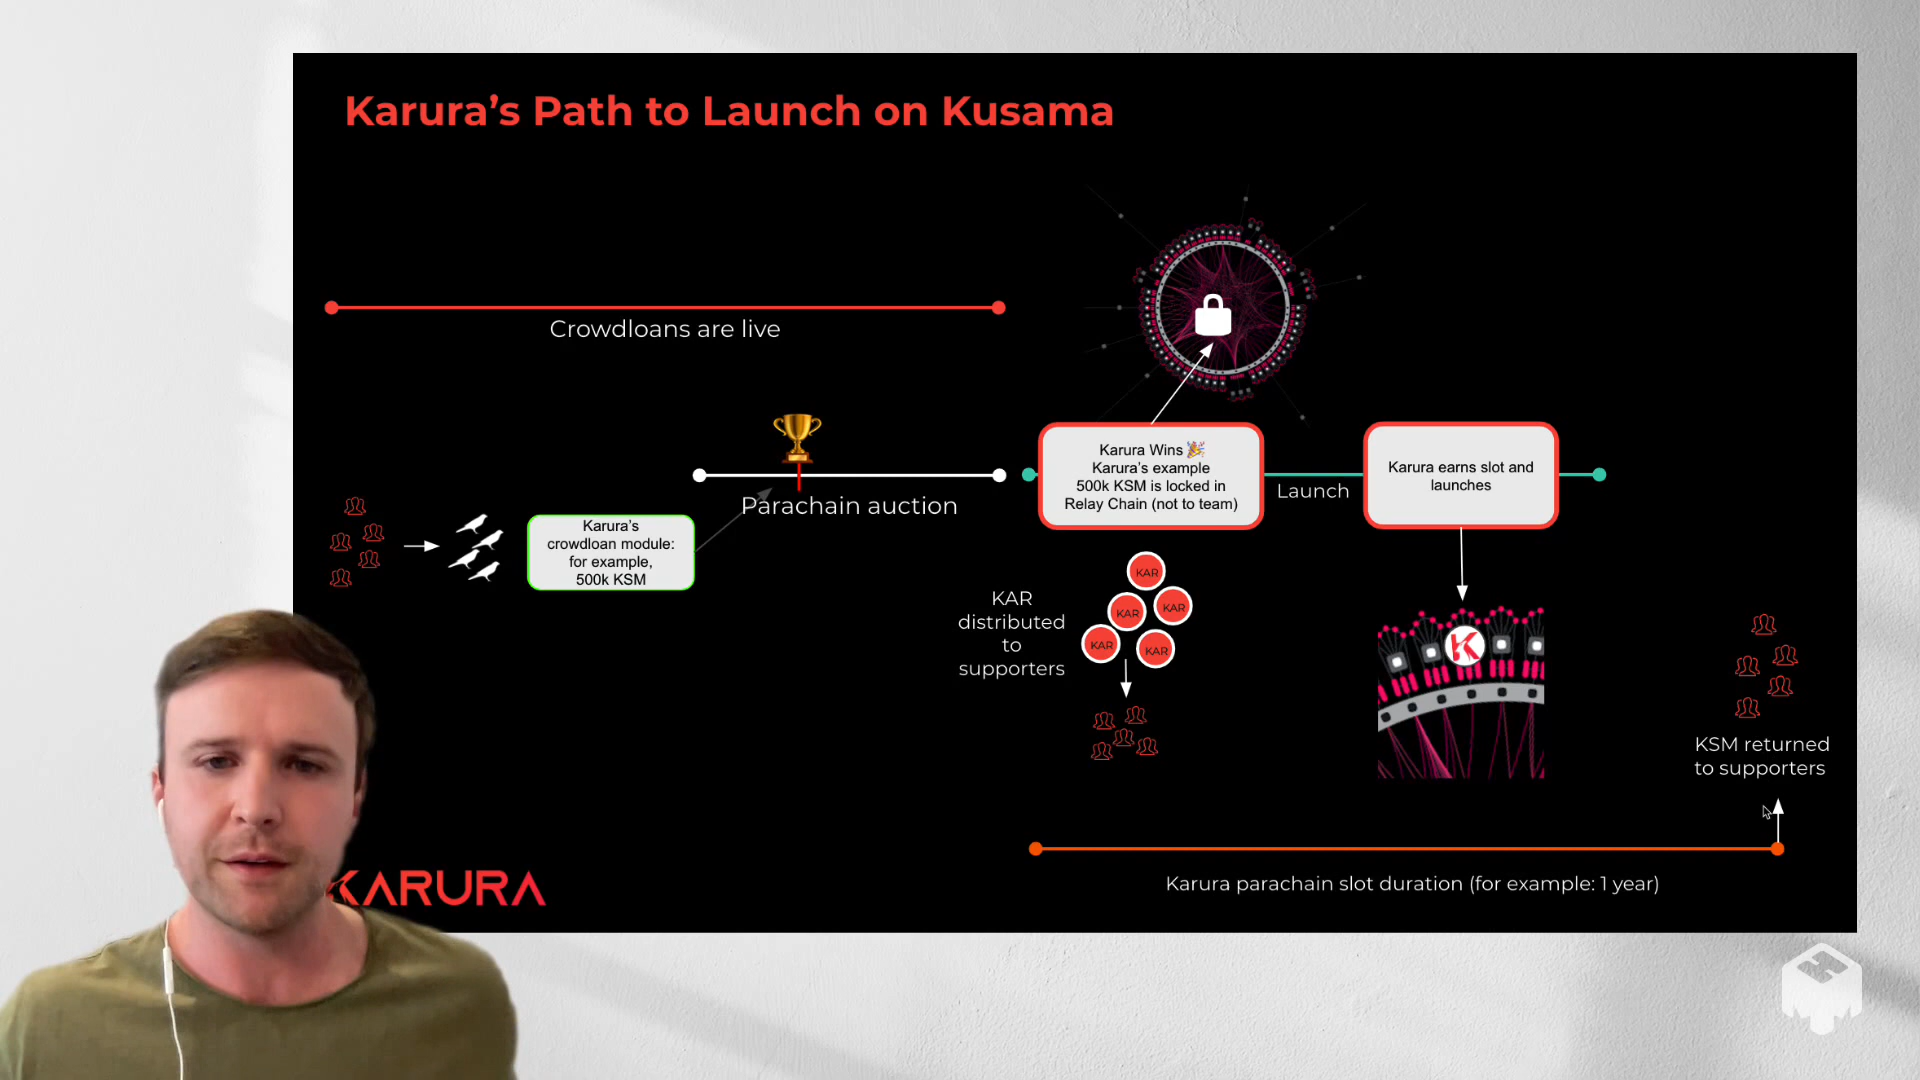 Karura’s Path to Launch on Kusama
Crowdloans are live
Parachain auction
Karura’s
crowdloan module:
for example,
500k KSM
Karura Wins 🎉
Karura’s example
500k KSM is locked in
Relay Chain (not to team)
Launch
Karura earns slot and
launches
KAR
distributed
to
supporters
KAR
KAR
KAR
KAR
KAR
KSM returned
to supporters
Karura parachain slot duration (for example: 1 year)
KARURA